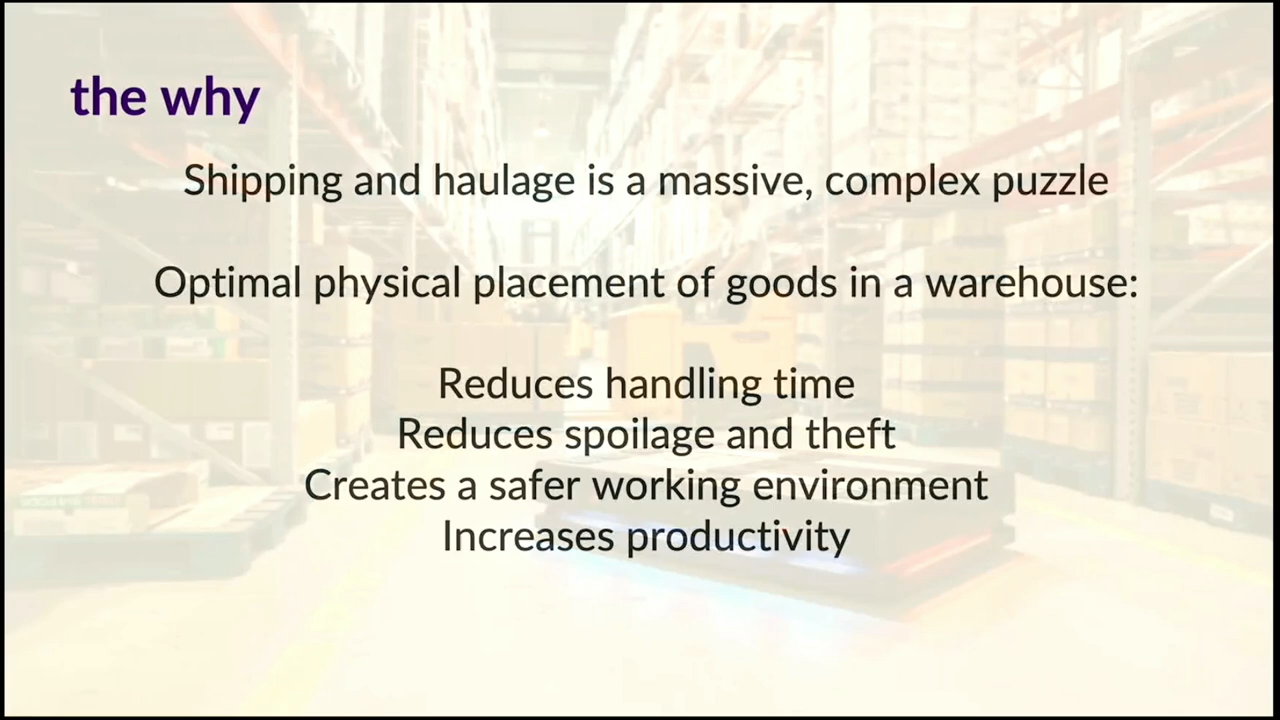 the why
Shipping and haulage is a massive, complex puzzle
Optimal physical placement of goods in a warehouse:
Reduces handling time
Reduces spoilage and theft
Creates a safer working environment
Increases productivity